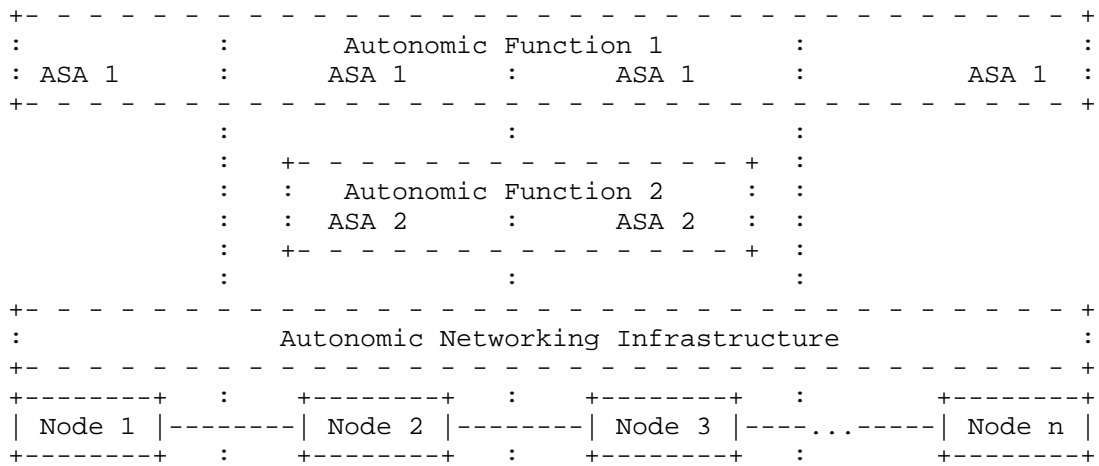 Autonomic Function 1
ASA 1 ASA 1 ASA 1 ASA 1
Autonomic Function 2
ASA 2 ASA 2
Autonomic Networking Infrastructure
Node 1 Node 2 Node 3 ... Node n